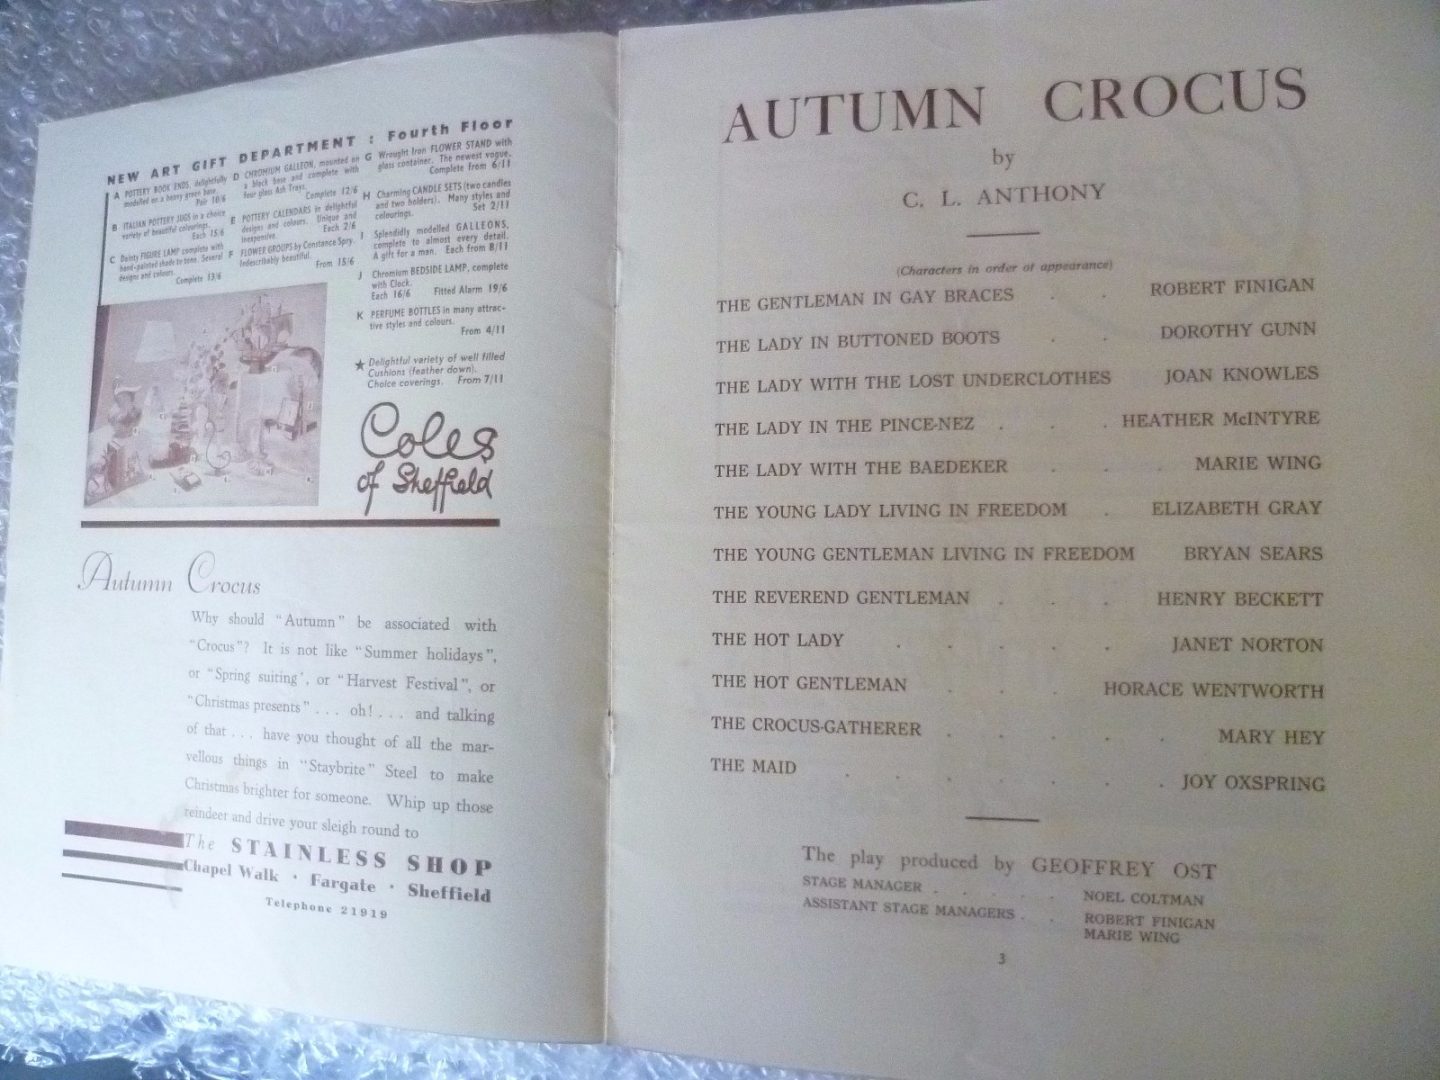 NEW ART GIFT DEPARTMENT : Fourth Floor
A POTTERY BOOK ENDS, delightfully
modelled on a heavy green base.
Pair 10/6
B ITALIAN POTTERY JUGS in a choice
variety of beautiful colourings.
Each 15/6
C Dainty FIGURE LAMP complete with
hand-painted shade to tone. Several
designs and colours.
Complete 13/6
D CHROMIUM GALLEON, mounted on
a black base and complete with
four glass Ash Trays.
Complete 12/6
E POTTERY CALENDARS in delightful
designs and colours. Unique and
inexpensive.
Each 2/6
F FLOWER GROUPS by Constance Spry.
Indescribably beautiful.
From 15/6
G Wrought Iron FLOWER STAND with
glass container. The newest vogue.
Complete from 6/11
H Charming CANDLE SETS (two candles
and two holders). Many styles and
colourings.
Set 2/11
I Splendidly modelled GALLEONS,
complete to almost every detail.
A gift for a man. Each from 8/11
J Chromium BEDSIDE LAMP, complete
with Clock.
Each 16/6 Fitted Alarm 19/6
K PERFUME BOTTLES in many attrac-
tive styles and colours.
From 4/11
★ Delightful variety of well filled
Cushions (feather down).
Choice coverings. From 7/11
Coles
of Sheffield
Autumn Crocus
Why should "Autumn" be associated with
"Crocus"? It is not like "Summer holidays",
or "Spring suiting', or "Harvest Festival", or
"Christmas presents" . . . oh! . . . and talking
of that . . . have you thought of all the mar-
vellous things in "Staybrite" Steel to make
Christmas brighter for someone. Whip up those
reindeer and drive your sleigh round to
The STAINLESS SHOP
Chapel Walk · Fargate · Sheffield
Telephone 21919
AUTUMN CROCUS
by
C. L. ANTHONY
(Characters in order of appearance)
THE GENTLEMAN IN GAY BRACES . . ROBERT FINIGAN
THE LADY IN BUTTONED BOOTS . . DOROTHY GUNN
THE LADY WITH THE LOST UNDERCLOTHES JOAN KNOWLES
THE LADY IN THE PINCE-NEZ . . . HEATHER McINTYRE
THE LADY WITH THE BAEDEKER . . . MARIE WING
THE YOUNG LADY LIVING IN FREEDOM . ELIZABETH GRAY
THE YOUNG GENTLEMAN LIVING IN FREEDOM BRYAN SEARS
THE REVEREND GENTLEMAN . . . HENRY BECKETT
THE HOT LADY . . . . . JANET NORTON
THE HOT GENTLEMAN . . . HORACE WENTWORTH
THE CROCUS-GATHERER . . . . . MARY HEY
THE MAID . . . . . . . JOY OXSPRING
The play produced by GEOFFREY OST
STAGE MANAGER . . . . . NOEL COLTMAN
ASSISTANT STAGE MANAGERS . . ROBERT FINIGAN
MARIE WING
3